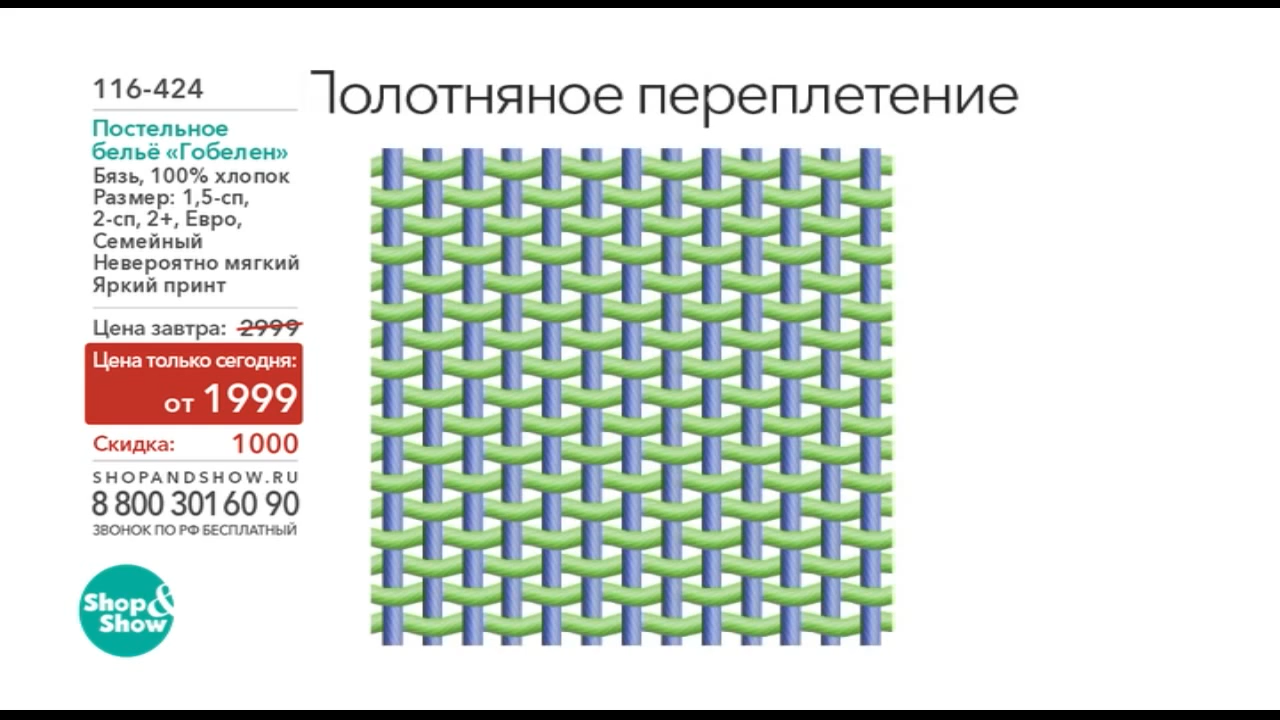 116-424
Полотняное переплетение
Постельное
бельё «Гобелен»
Бязь, 100% хлопок
Размер: 1,5-сп,
2-сп, 2+, Евро,
Семейный
Невероятно мягкий
Яркий принт
Цена завтра: 2999
Цена только сегодня:
от 1999
Скидка: 1000
SHOPANDSHOW.RU
8 800 301 60 90
ЗВОНОК ПО РФ БЕСПЛАТНЫЙ
Shop&
Show